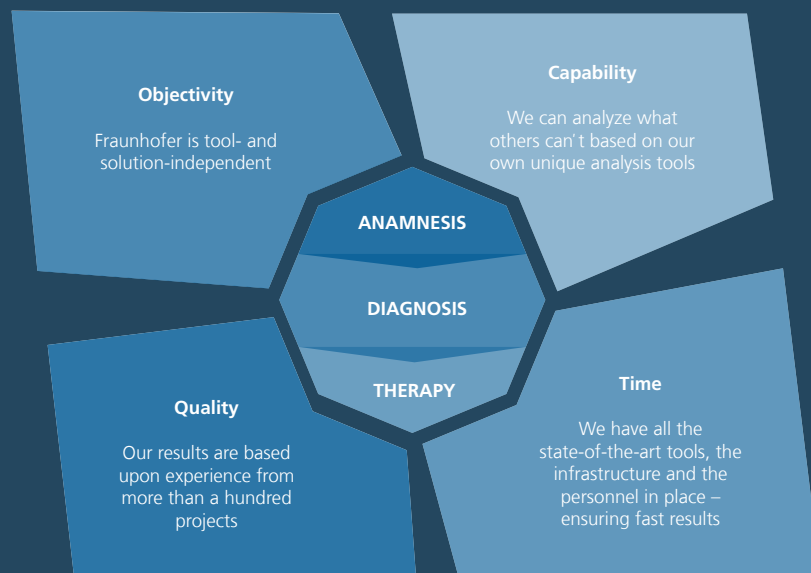 Objectivity
Fraunhofer is tool- and
solution-independent
Capability
We can analyze what
others can't based on our
own unique analysis tools
ANAMNESIS
DIAGNOSIS
THERAPY
Quality
Our results are based
upon experience from
more than a hundred
projects
Time
We have all the
state-of-the-art tools, the
infrastructure and the
personnel in place –
ensuring fast results